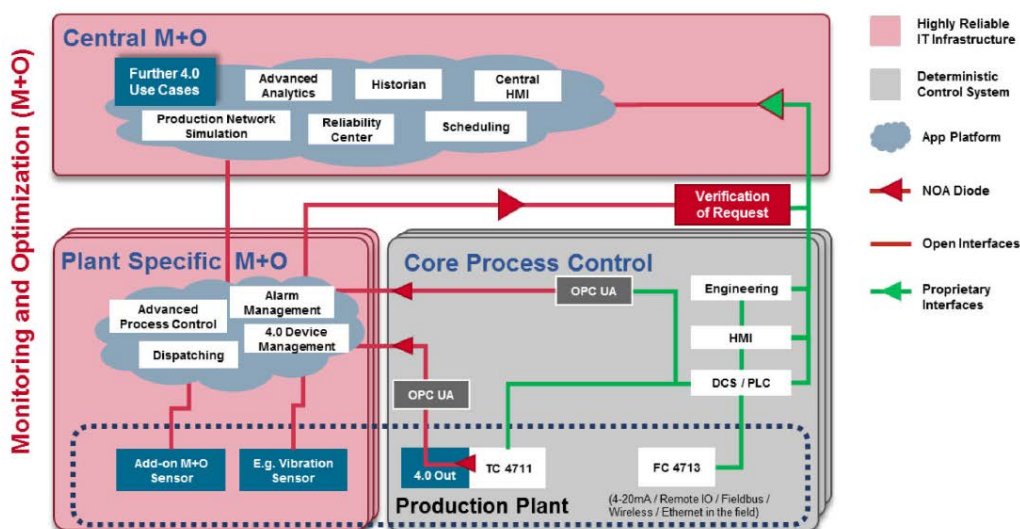 Monitoring and Optimization (M+O)
Central M+O
Further 4.0
Use Cases
Advanced
Analytics
Historian
Central
HMI
Production Network
Simulation
Reliability
Center
Scheduling
Verification
of Request
Plant Specific M+O
Alarm
Management
Advanced
Process Control
4.0 Device
Management
Dispatching
Add-on M+O
Sensor
E.g. Vibration
Sensor
Core Process Control
OPC UA
Engineering
HMI
DCS / PLC
OPC UA
4.0 Out
TC 4711
FC 4713
Production Plant
(4-20mA / Remote IO / Fieldbus /
Wireless / Ethernet in the field)
Highly Reliable
IT Infrastructure
Deterministic
Control System
App Platform
NOA Diode
Open Interfaces
Proprietary
Interfaces